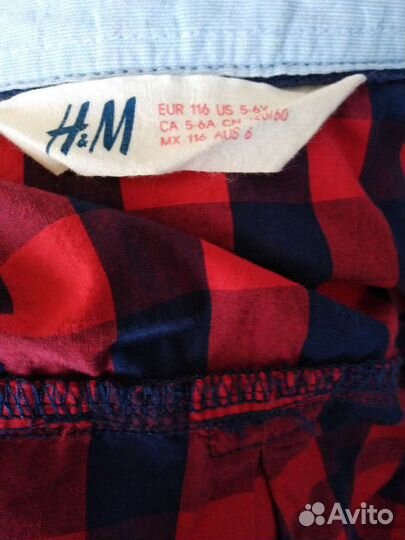 H&M
EUR 116 US 5-6Y
CA 5-6A CN 120/60
MX 116 AUS 6
Avito